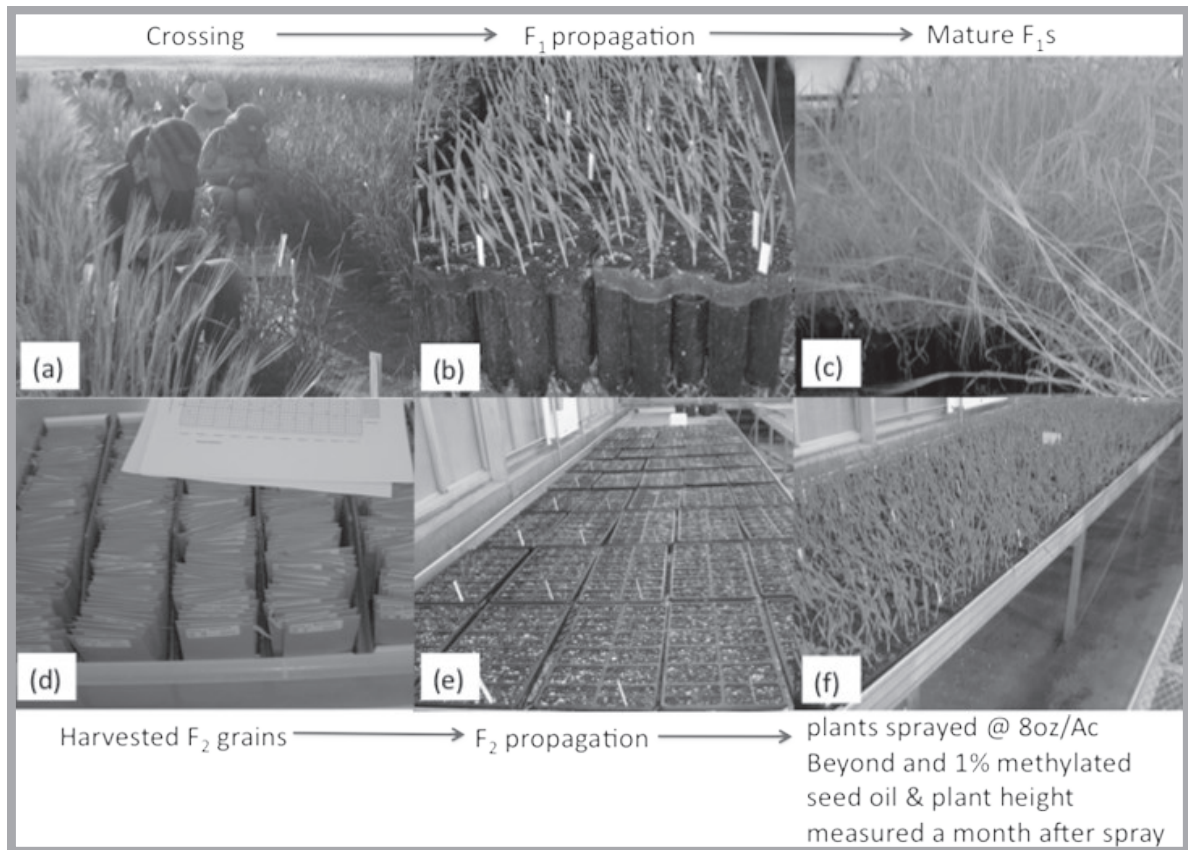 Crossing F₁ propagation Mature F₁s
(a) (b) (c)
(d) (e) (f)
Harvested F₂ grains F₂ propagation plants sprayed @ 8oz/Ac
Beyond and 1% methylated
seed oil & plant height
measured a month after spray